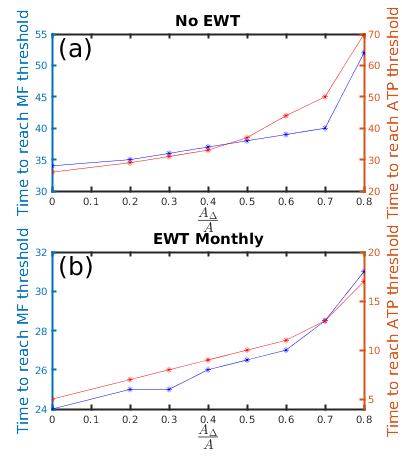 No EWT
(a)
Time to reach MF threshold
55
50
45
40
35
30
Time to reach ATP threshold
70
60
50
40
30
20
0 0.1 0.2 0.3 0.4 0.5 0.6 0.7 0.8
A_Δ/A
EWT Monthly
(b)
Time to reach MF threshold
32
30
28
26
24
Time to reach ATP threshold
20
15
10
5
0 0.1 0.2 0.3 0.4 0.5 0.6 0.7 0.8
A_Δ/A